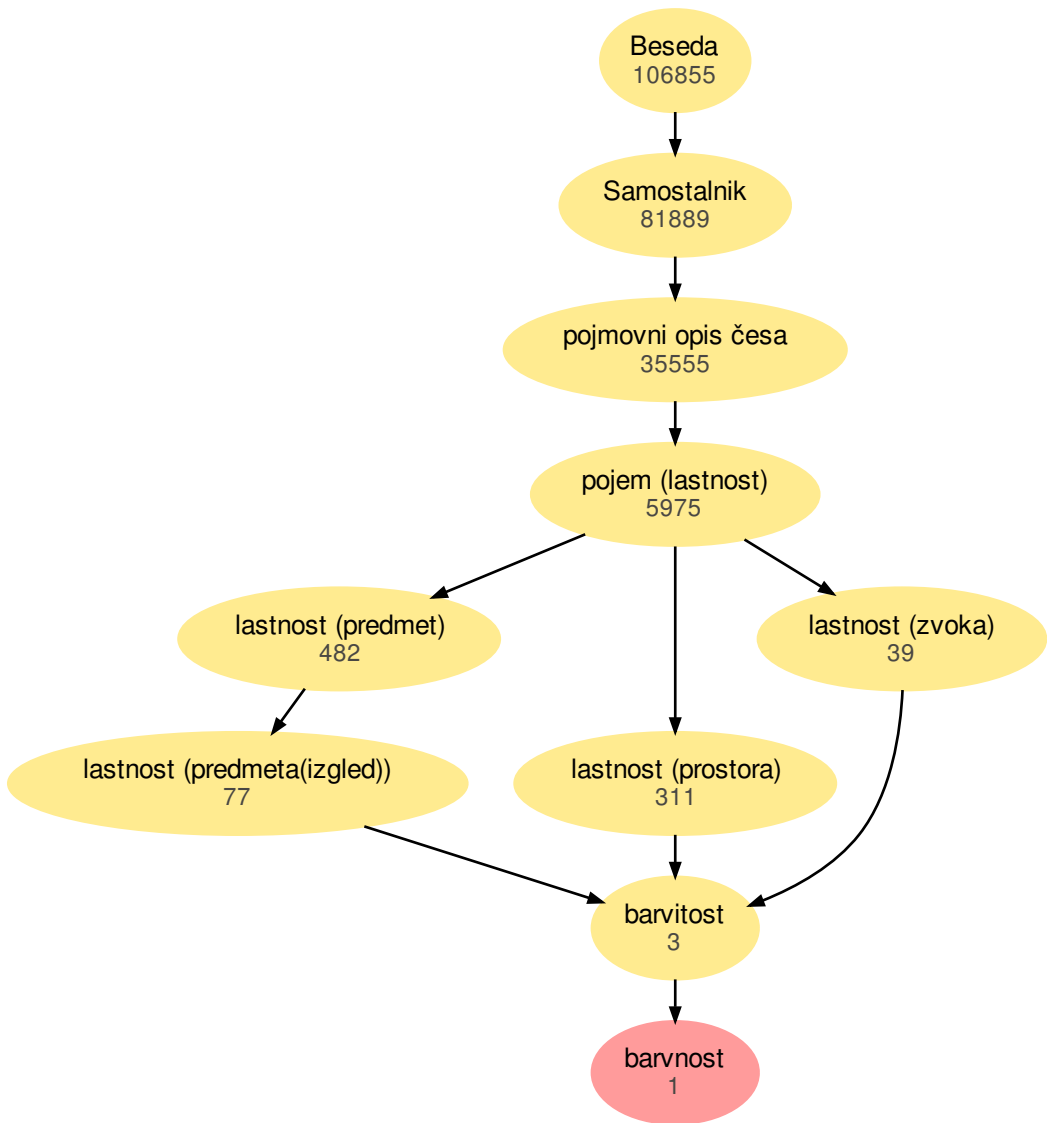 Beseda
106855
Samostalnik
81889
pojmovni opis česa
35555
pojem (lastnost)
5975
lastnost (predmet)
482
lastnost (zvoka)
39
lastnost (predmeta(izgled))
77
lastnost (prostora)
311
barvitost
3
barvnost
1